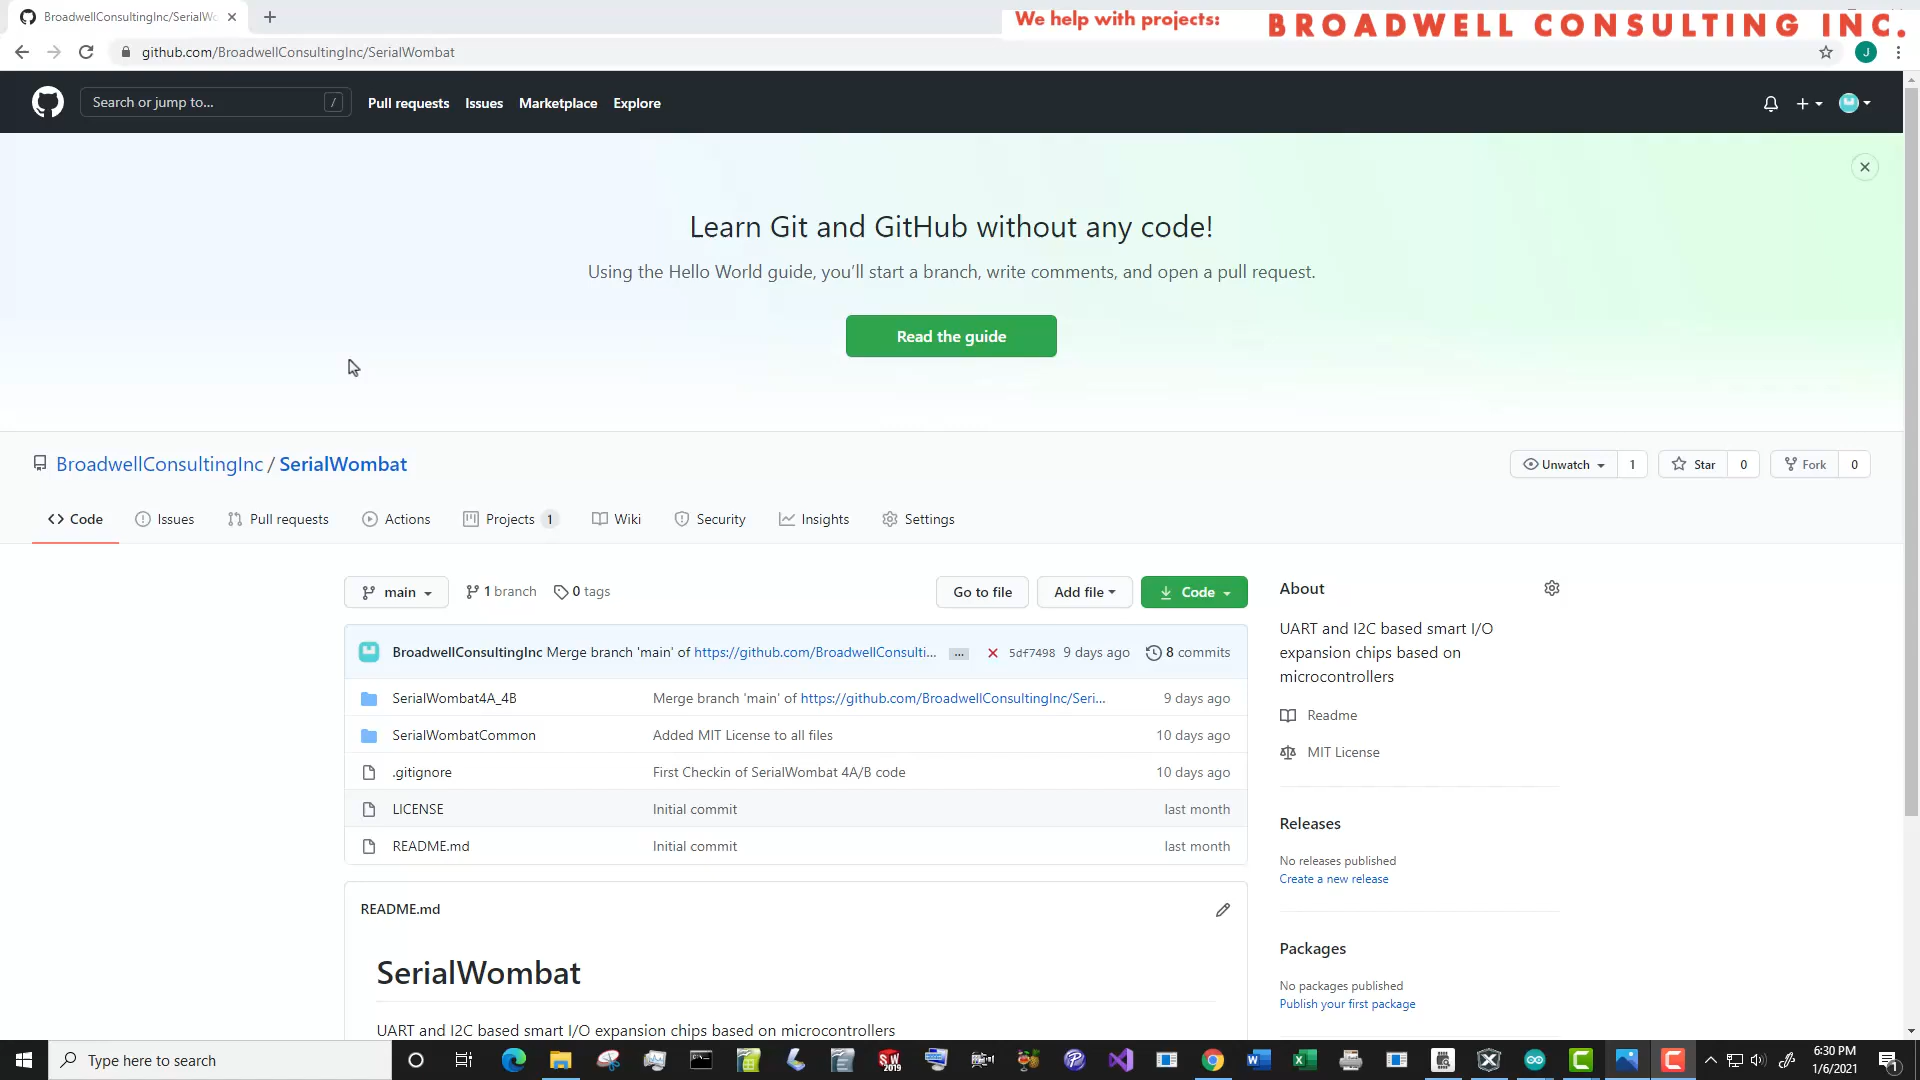 BroadwellConsultingInc/SerialWo
We help with projects: BROADWELL CONSULTING INC.
github.com/BroadwellConsultingInc/SerialWombat
J
Search or jump to... /
Pull requests Issues Marketplace Explore
Learn Git and GitHub without any code!
Using the Hello World guide, you'll start a branch, write comments, and open a pull request.
Read the guide
BroadwellConsultingInc / SerialWombat
Unwatch 1 Star 0 Fork 0
Code Issues Pull requests Actions Projects 1 Wiki Security Insights Settings
main 1 branch 0 tags Go to file Add file Code
BroadwellConsultingInc Merge branch 'main' of https://github.com/BroadwellConsulti... ... 5df7498 9 days ago 8 commits
SerialWombat4A_4B Merge branch 'main' of https://github.com/BroadwellConsultingInc/Seri... 9 days ago
SerialWombatCommon Added MIT License to all files 10 days ago
.gitignore First Checkin of SerialWombat 4A/B code 10 days ago
LICENSE Initial commit last month
README.md Initial commit last month
README.md
SerialWombat
UART and I2C based smart I/O expansion chips based on microcontrollers
About
UART and I2C based smart I/O
expansion chips based on
microcontrollers
Readme
MIT License
Releases
No releases published
Create a new release
Packages
No packages published
Publish your first package
Type here to search
6:30 PM
1/6/2021